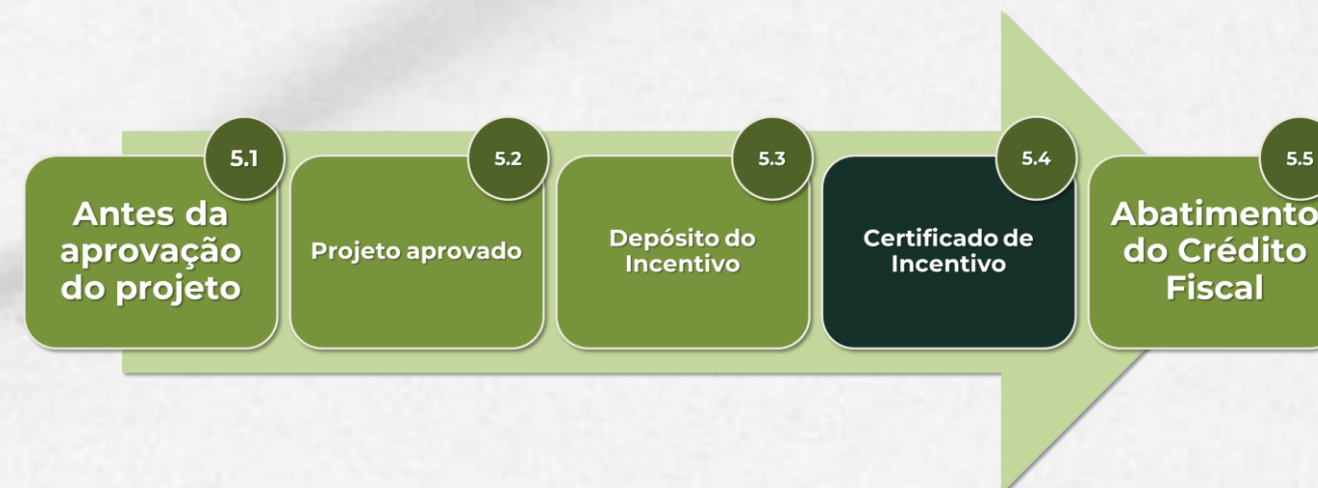 5.1
Antes da
aprovação
do projeto
5.2
Projeto aprovado
5.3
Depósito do
Incentivo
5.4
Certificado de
Incentivo
5.5
Abatimento
do Crédito
Fiscal